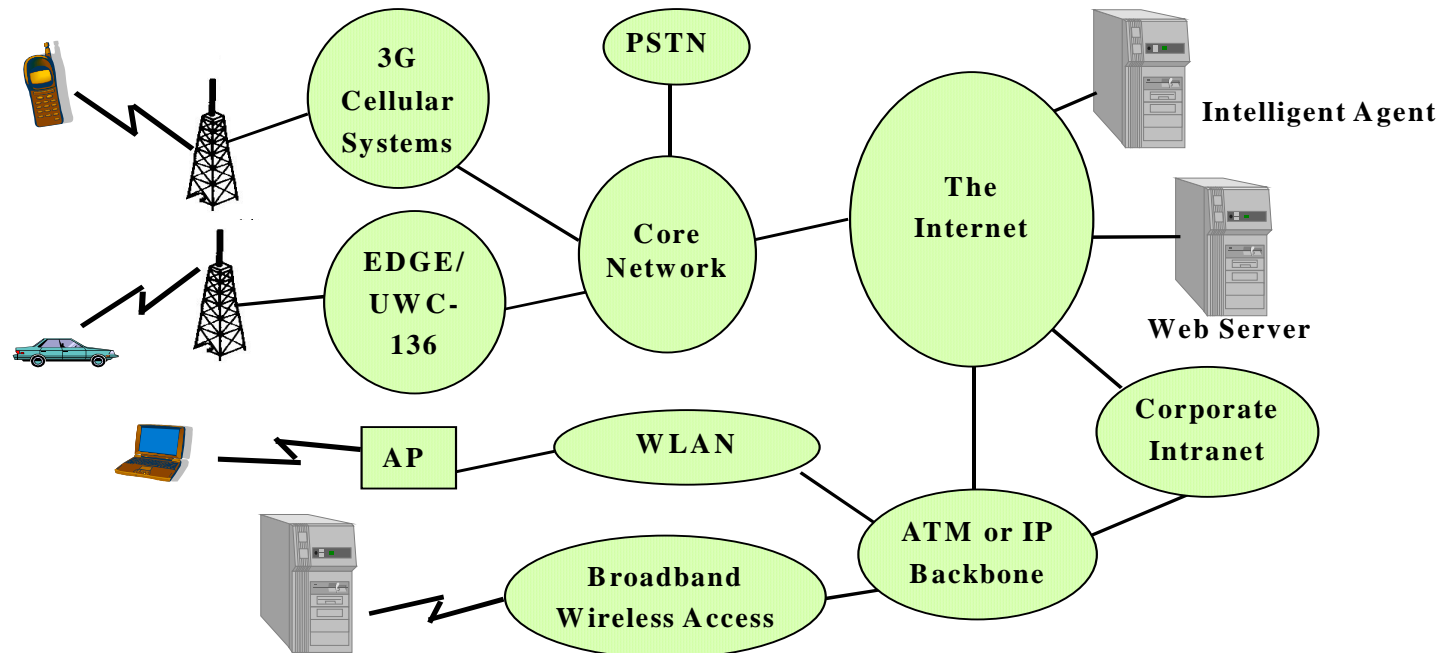 3G
Cellular
Systems
PSTN
Intelligent Agent
The
Internet
Core
Network
EDGE/
UWC-
136
Web Server
Corporate
Intranet
AP
WLAN
ATM or IP
Backbone
Broadband
Wireless Access